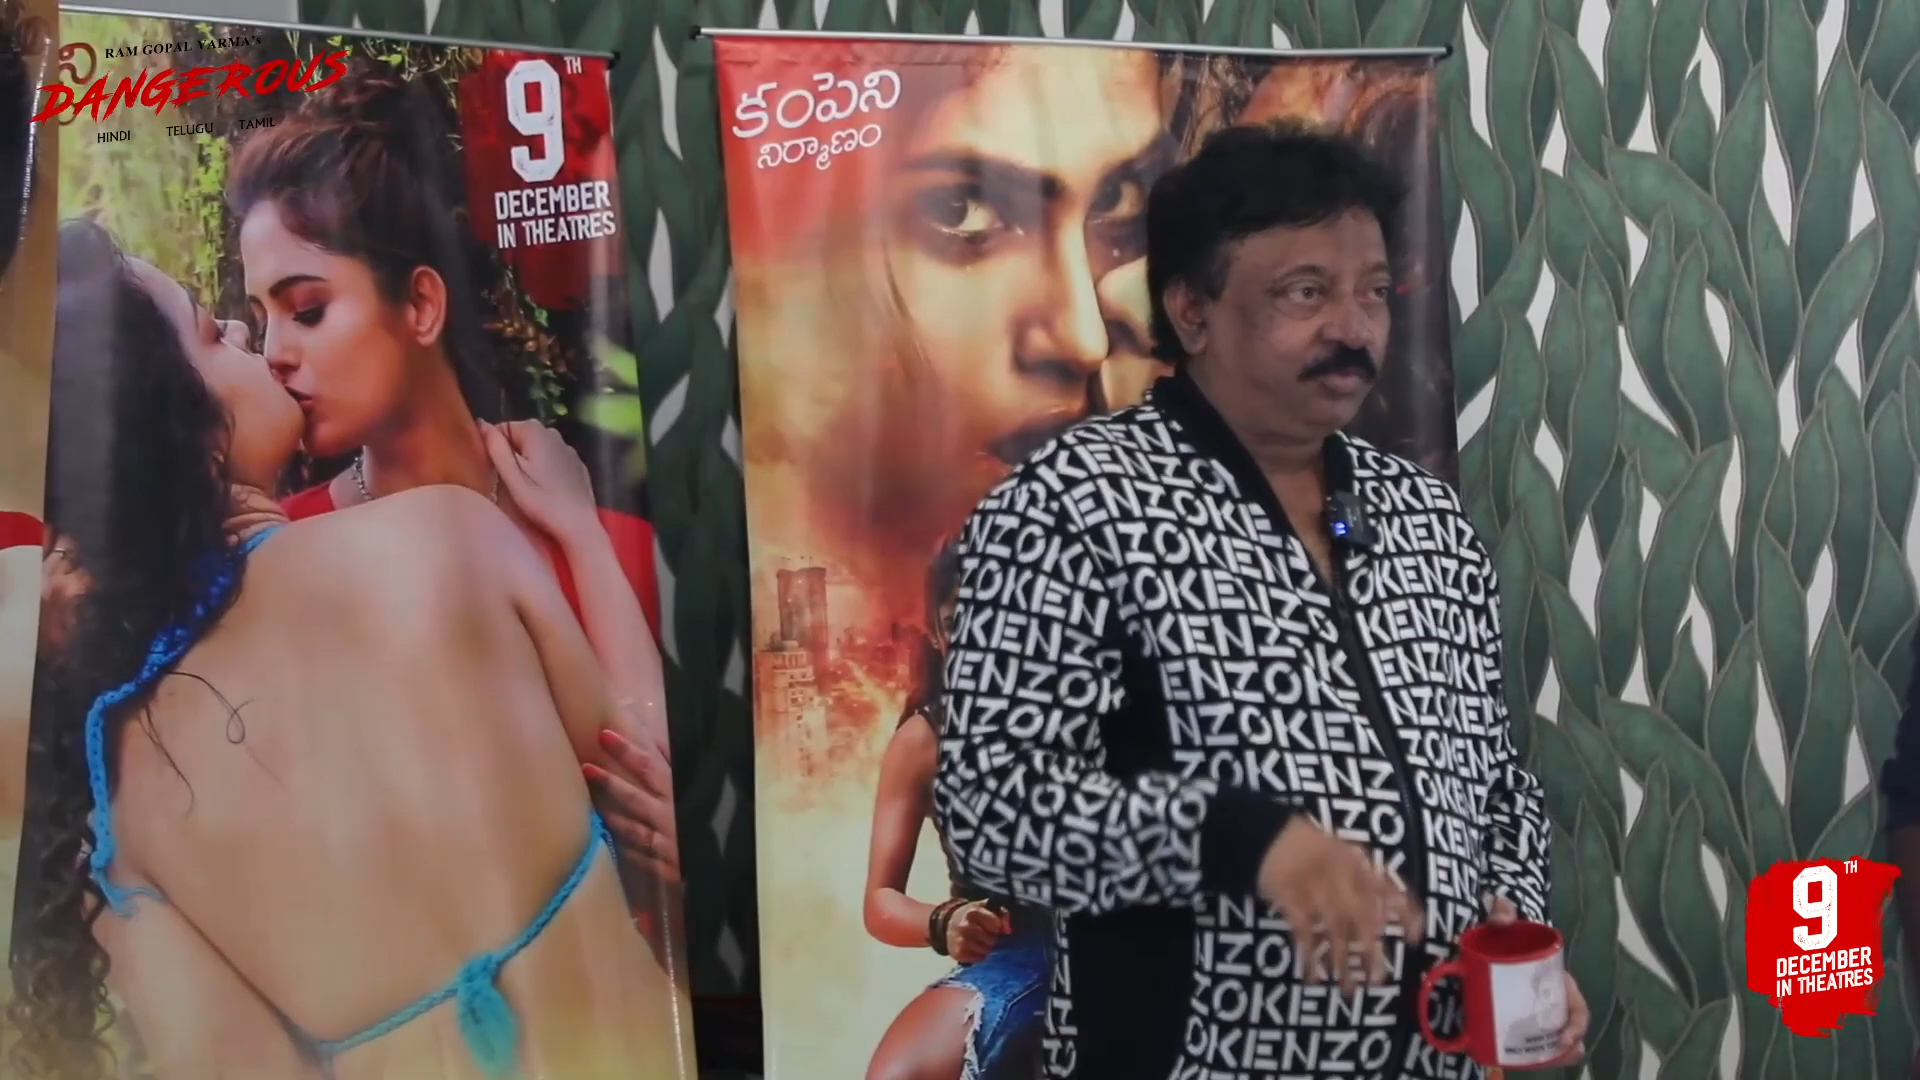 ని
RAM GOPAL VARMA's
DANGEROUS
HINDI TELUGU TAMIL
9TH
DECEMBER
IN THEATRES
కంపెని
నిర్మాణం
KENZO
9TH
DECEMBER
IN THEATRES